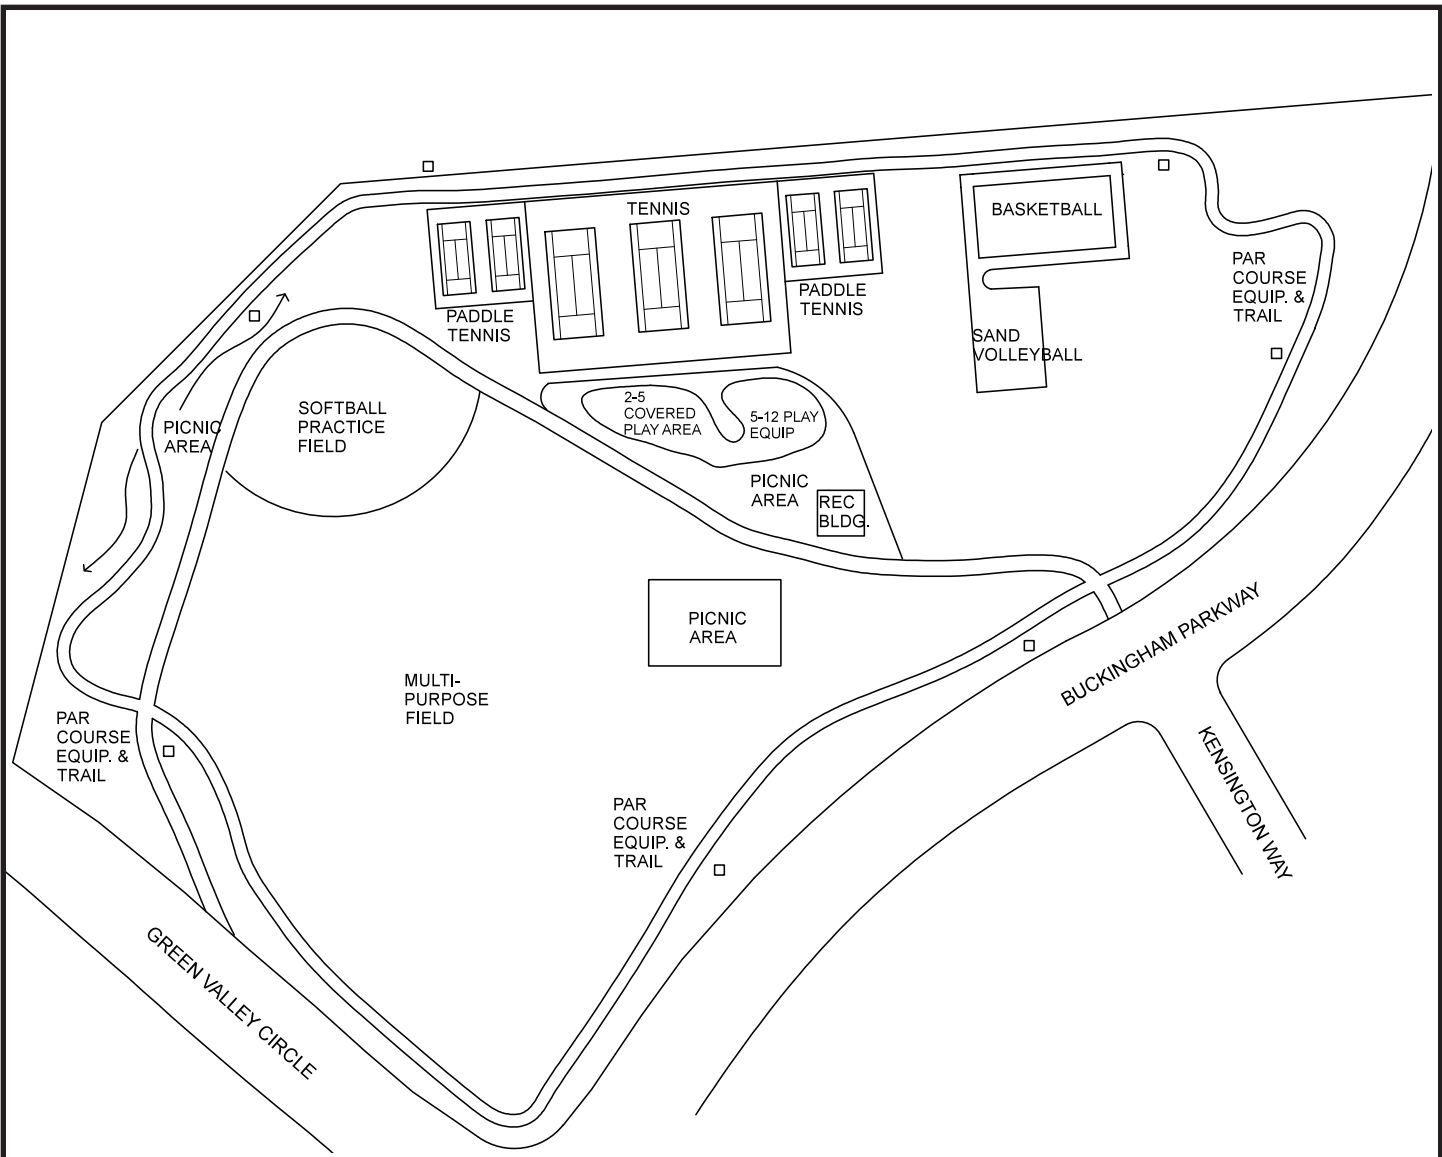 TENNIS
BASKETBALL
PAR
COURSE
EQUIP. &
TRAIL
PADDLE
TENNIS
PADDLE
TENNIS
SAND
VOLLEYBALL
2-5
COVERED
PLAY AREA
5-12 PLAY
EQUIP
SOFTBALL
PRACTICE
FIELD
PICNIC
AREA
PICNIC
AREA
REC
BLDG.
PICNIC
AREA
MULTI-
PURPOSE
FIELD
PAR
COURSE
EQUIP. &
TRAIL
PAR
COURSE
EQUIP. &
TRAIL
BUCKINGHAM PARKWAY
KENSINGTON WAY
GREEN VALLEY CIRCLE